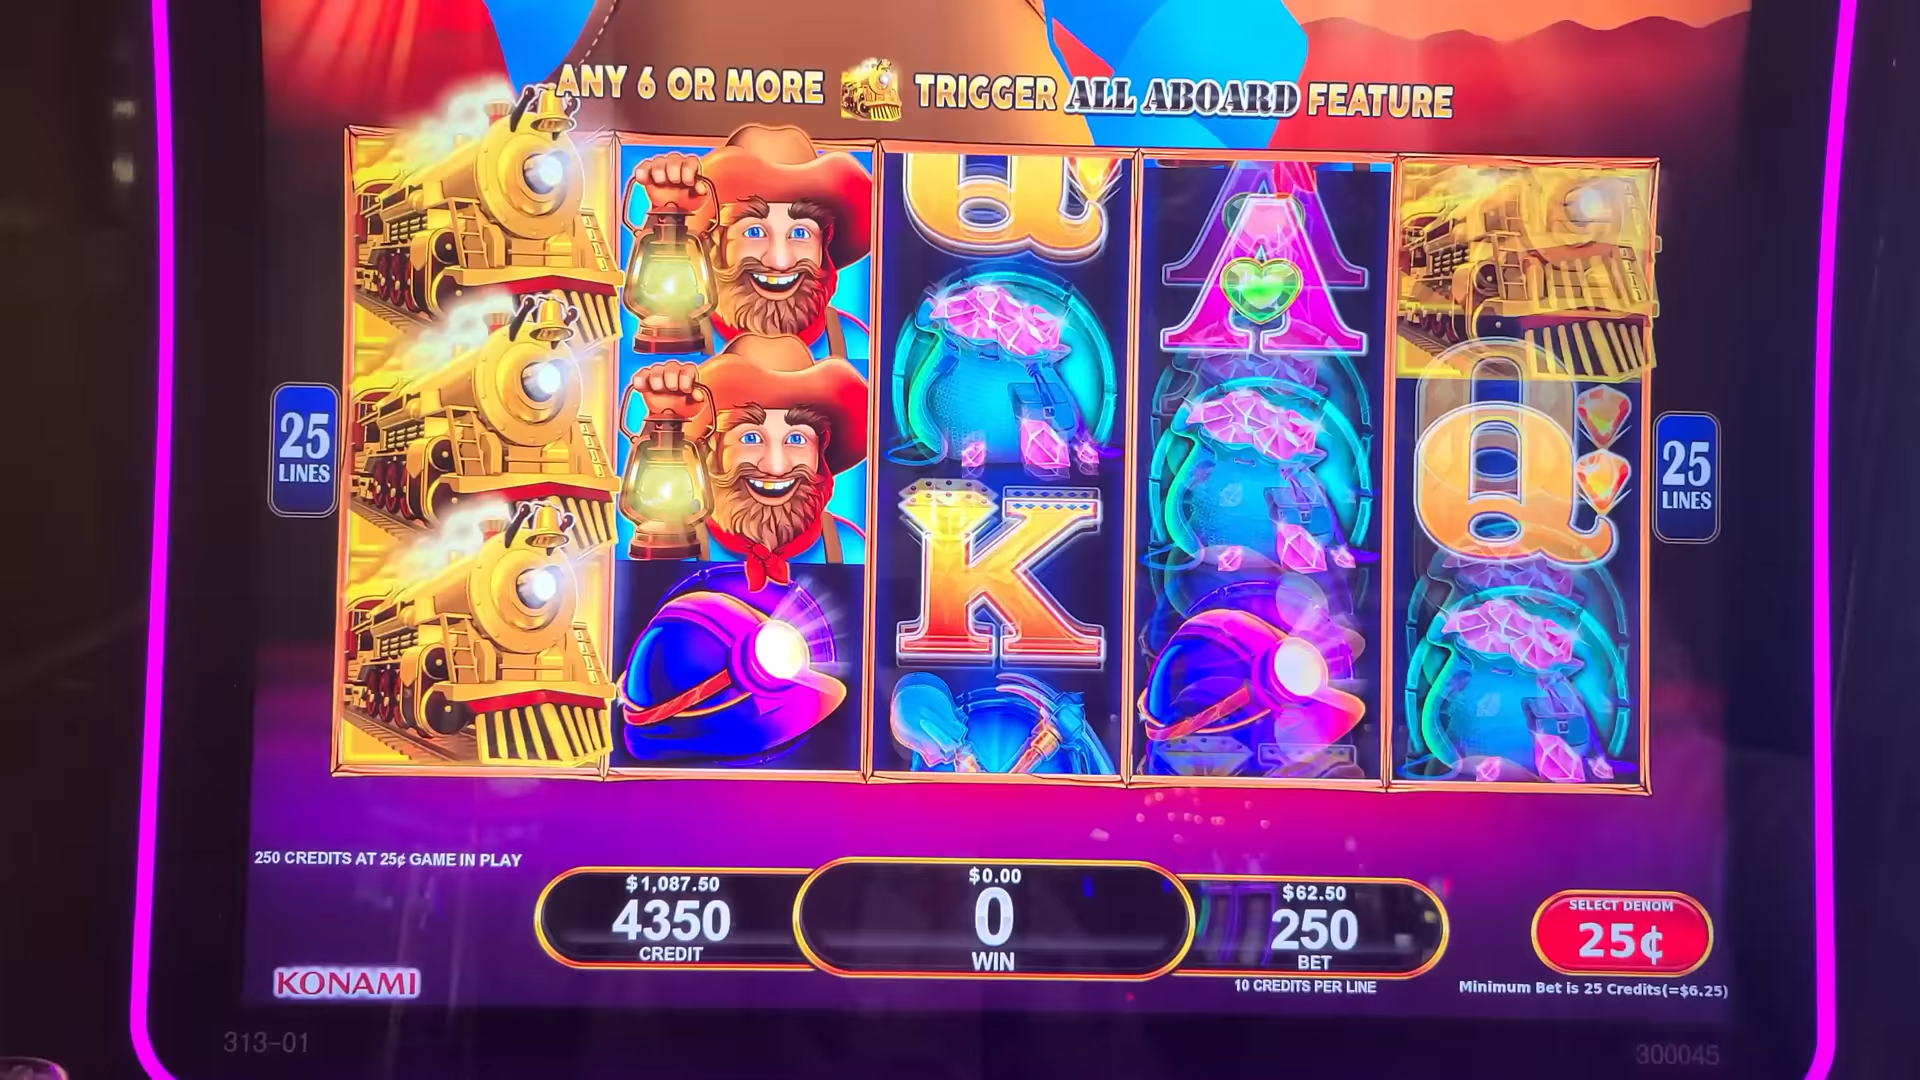 ANY 6 OR MORE TRIGGER ALL ABOARD FEATURE
Q
A
25
LINES
K
Q
25
LINES
250 CREDITS AT 25¢ GAME IN PLAY
$1,087.50
4350
CREDIT
$0.00
0
WIN
$62.50
250
BET
10 CREDITS PER LINE
SELECT DENOM
25¢
Minimum Bet is 25 Credits(=$6.25)
KONAMI
313-01
300045